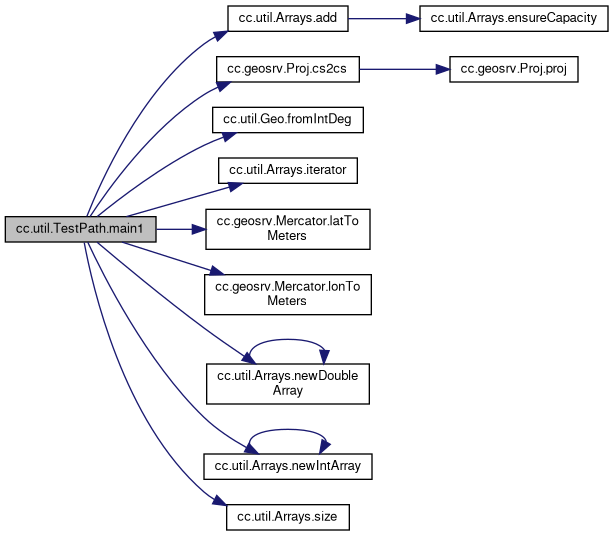 cc.util.Arrays.add
cc.util.Arrays.ensureCapacity
cc.geosrv.Proj.cs2cs
cc.geosrv.Proj.proj
cc.util.Geo.fromIntDeg
cc.util.Arrays.iterator
cc.util.TestPath.main1
cc.geosrv.Mercator.latTo
Meters
cc.geosrv.Mercator.lonTo
Meters
cc.util.Arrays.newDouble
Array
cc.util.Arrays.newIntArray
cc.util.Arrays.size